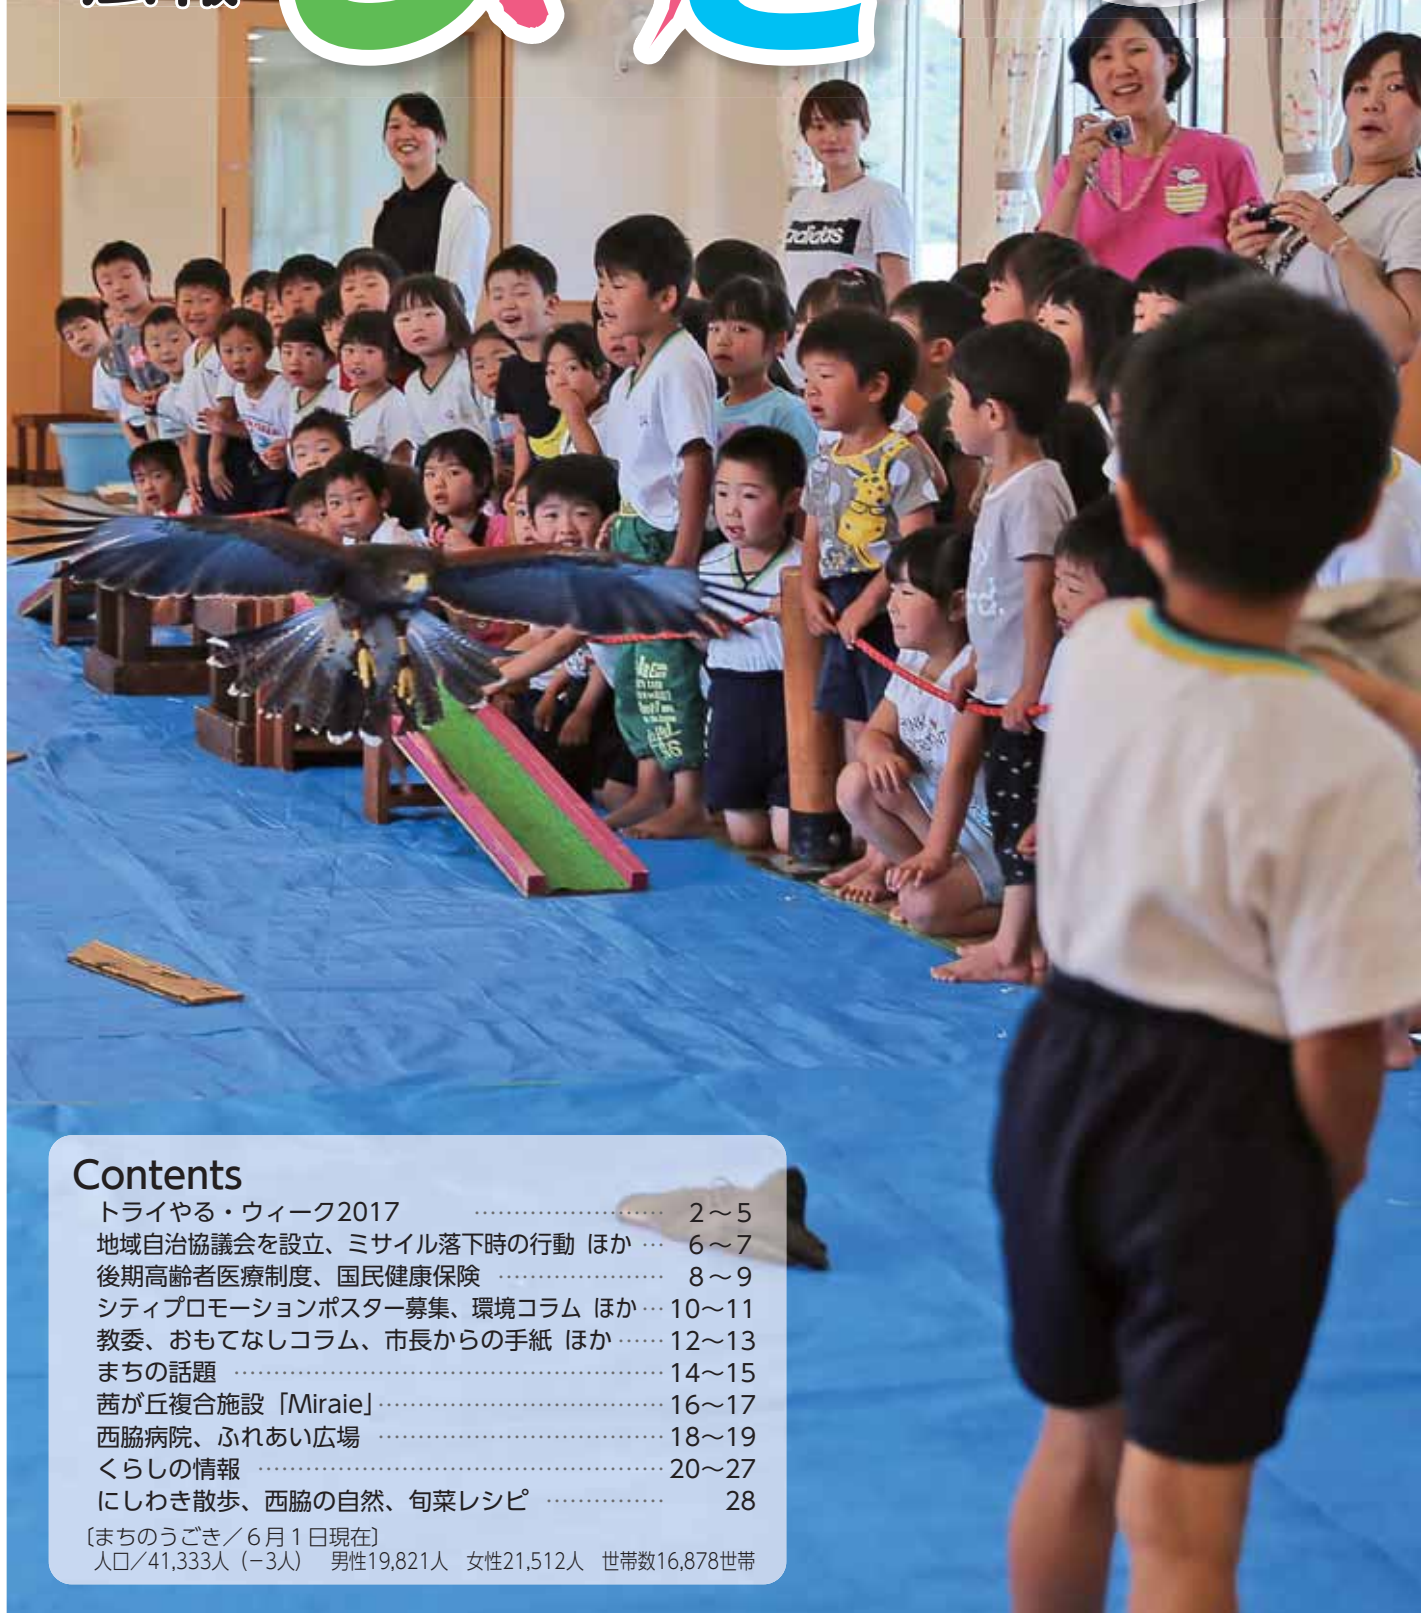 adidas
Contents
トライやる・ウィーク2017 …………………… 2～5
地域自治協議会を設立、ミサイル落下時の行動 ほか … 6～7
後期高齢者医療制度、国民健康保険 ………………… 8～9
シティプロモーションポスター募集、環境コラム ほか … 10～11
教委、おもてなしコラム、市長からの手紙 ほか …… 12～13
まちの話題 ……………………………………………… 14～15
茜が丘複合施設「Miraie」 ……………………………… 16～17
西脇病院、ふれあい広場 ……………………………… 18～19
くらしの情報 …………………………………………… 20～27
にしわき散歩、西脇の自然、旬菜レシピ …………… 28
〔まちのうごき／6月1日現在〕
人口／41,333人（－3人） 男性19,821人 女性21,512人 世帯数16,878世帯